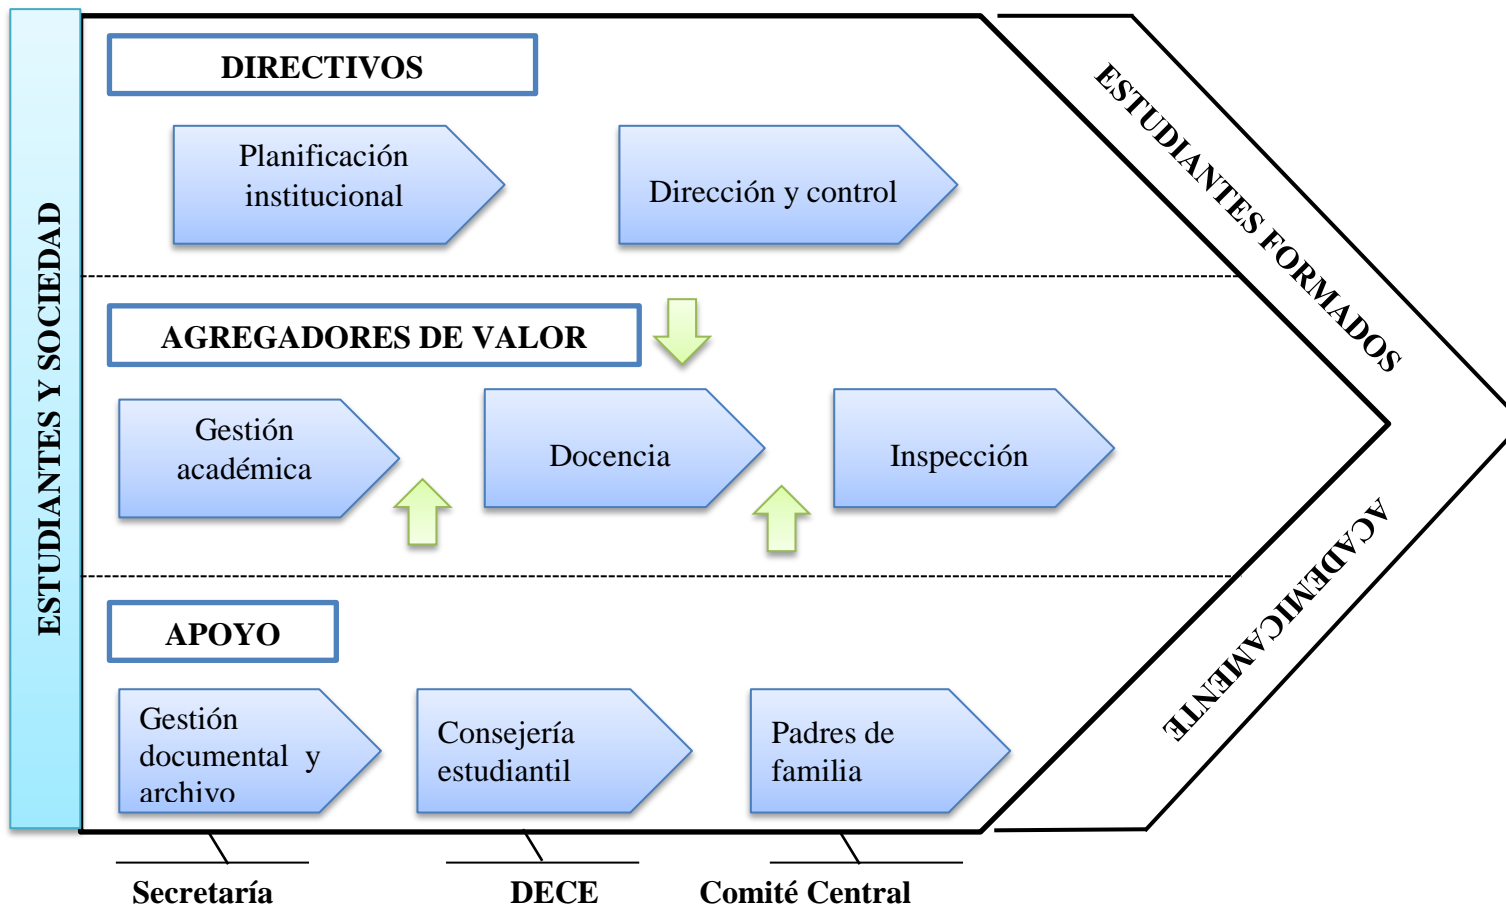 ESTUDIANTES Y SOCIEDAD
DIRECTIVOS
Planificación
institucional
Dirección y control
AGREGADORES DE VALOR
Gestión
académica
Docencia
Inspección
APOYO
Gestión
documental y
archivo
Consejería
estudiantil
Padres de
familia
Secretaría
DECE
Comité Central
ESTUDIANTES FORMADOS
ACADEMICAMENTE